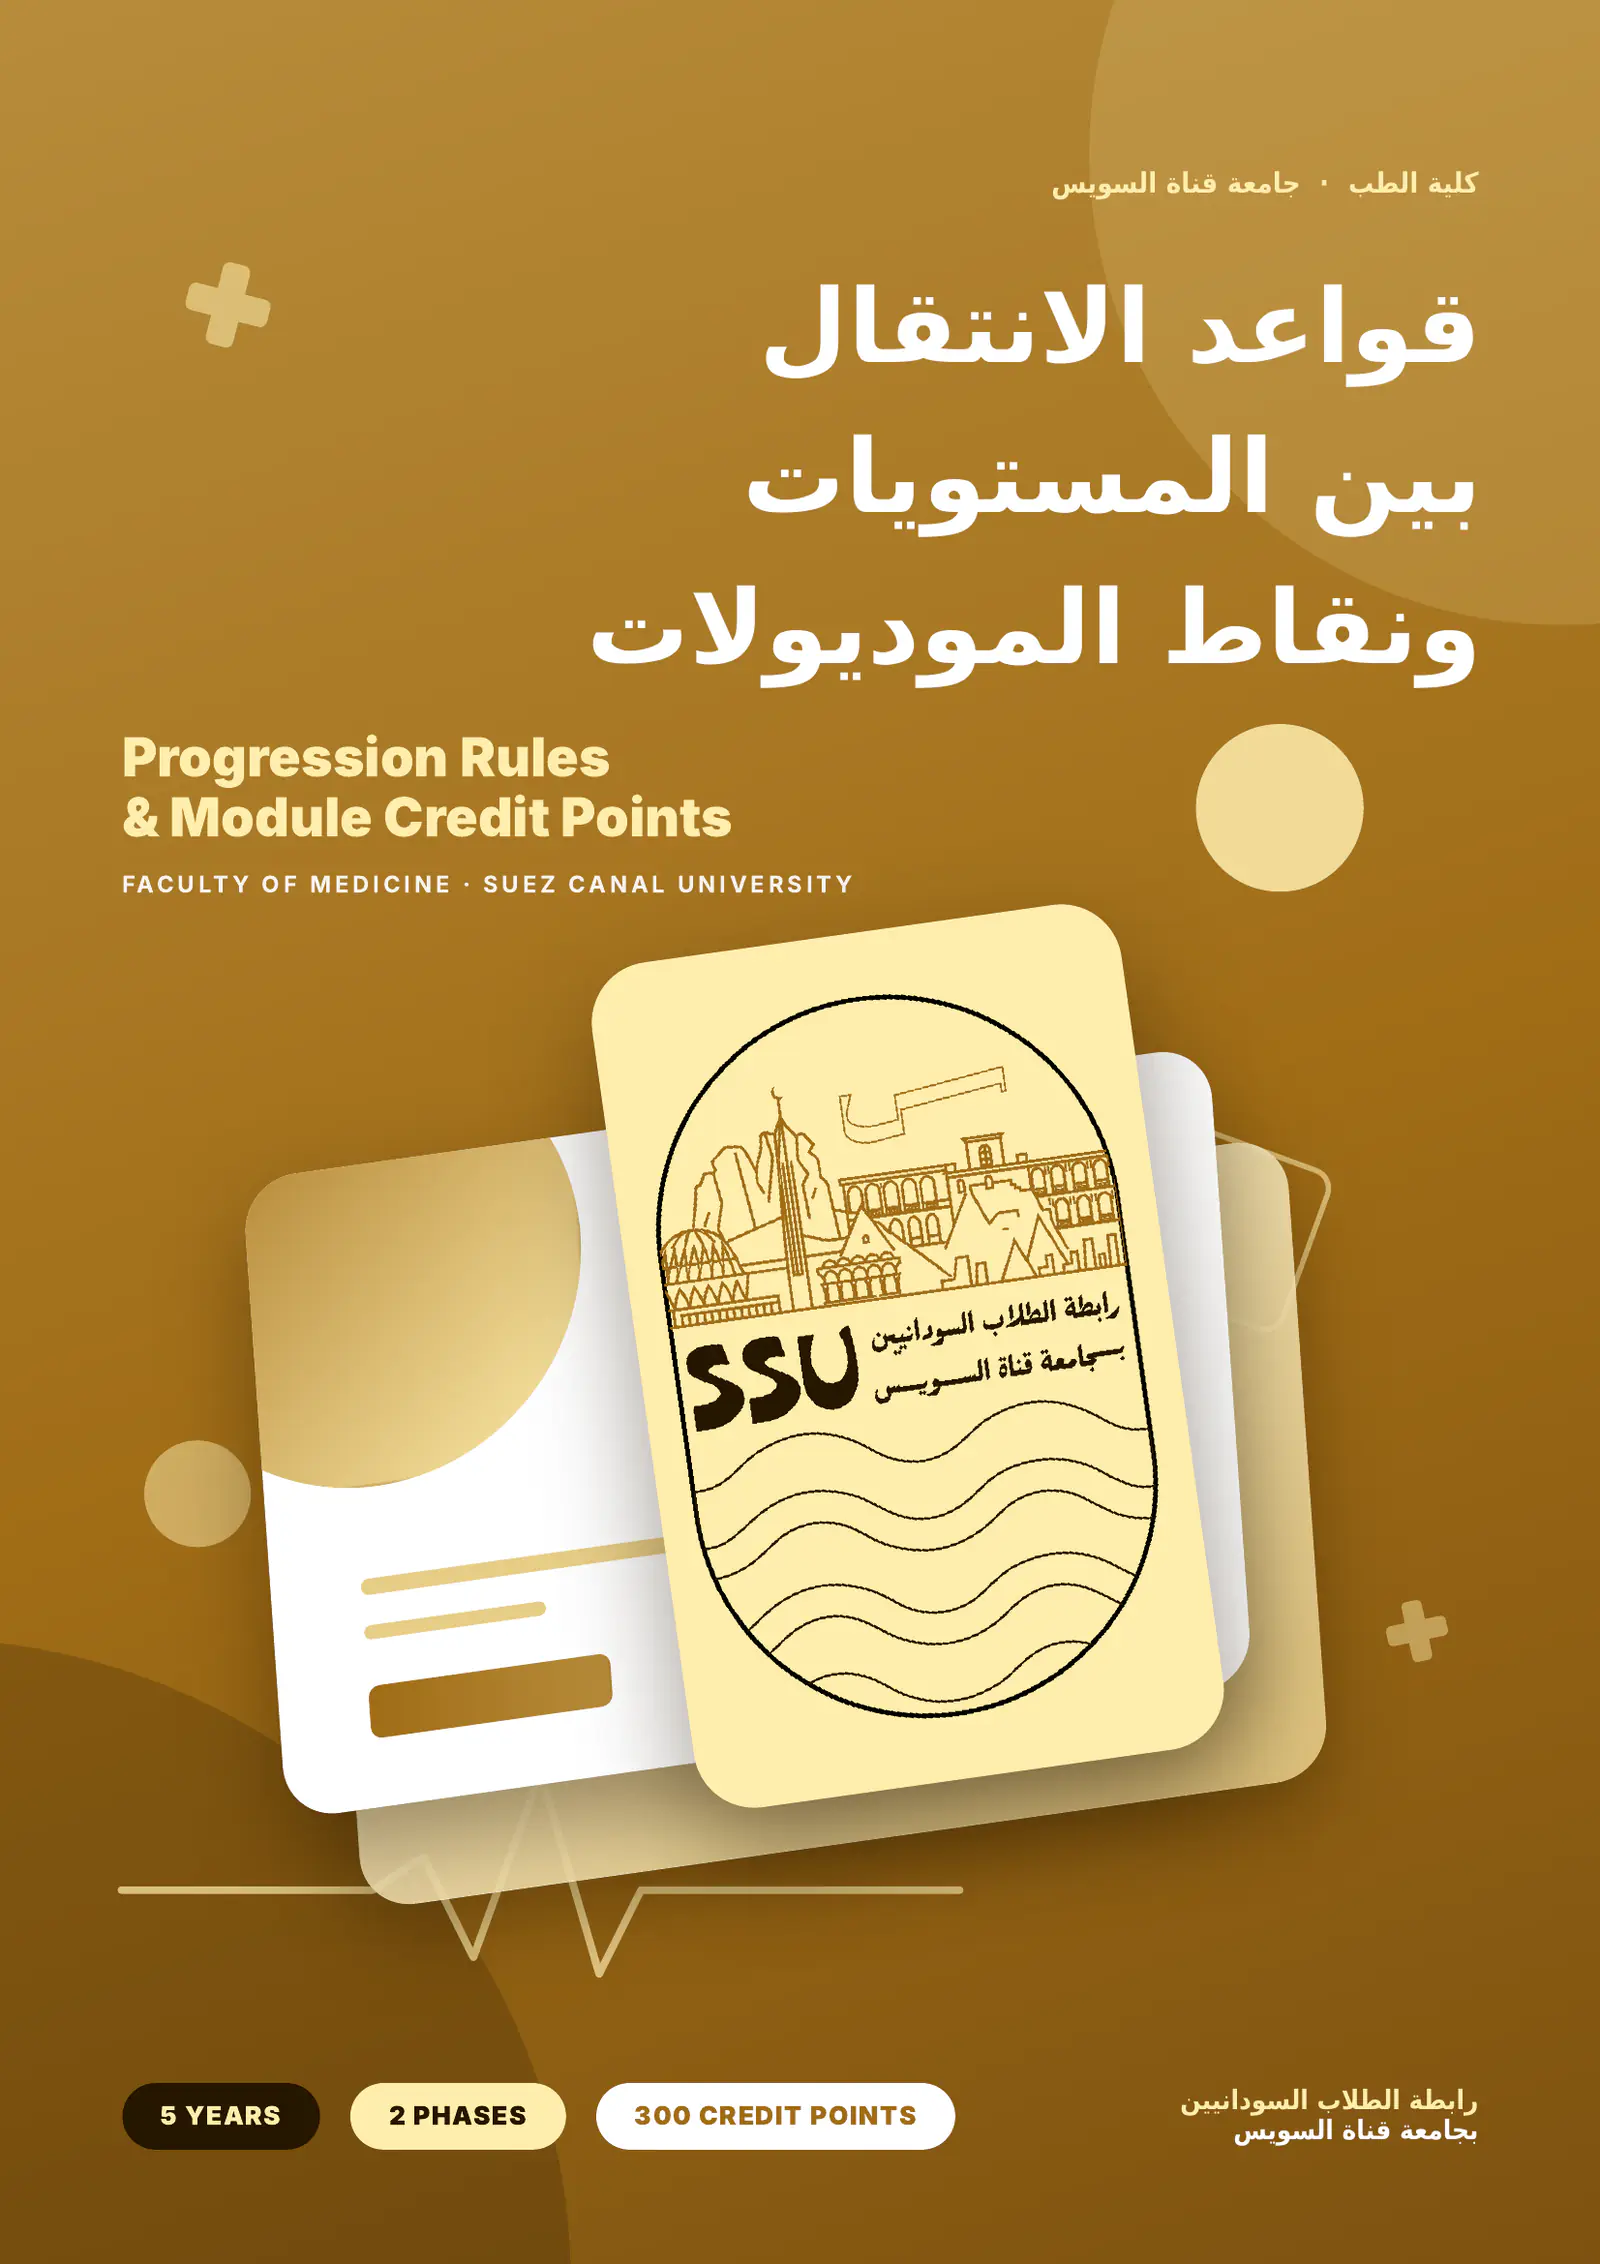 كلية الطب · جامعة قناة السويس
قواعد الانتقال
بين المستويات
ونقاط الموديولات
Progression Rules
& Module Credit Points
FACULTY OF MEDICINE · SUEZ CANAL UNIVERSITY
SSU
رابطة الطلاب السودانيين
بـجامعة قناة الســويــس
5 YEARS
2 PHASES
300 CREDIT POINTS
رابطة الطلاب السودانيين
بجامعة قناة السويس